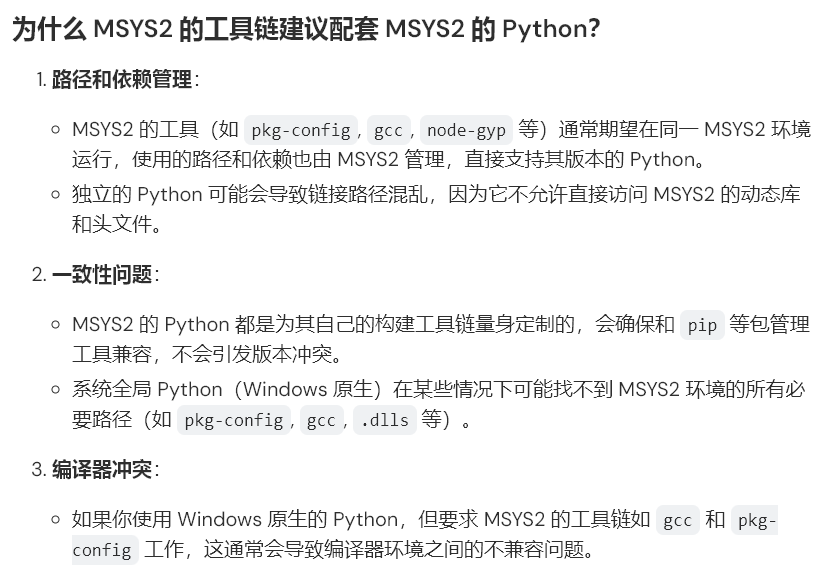 为什么 MSYS2 的工具链建议配套 MSYS2 的 Python？
1. 路径和依赖管理：
○ MSYS2 的工具（如 pkg-config, gcc, node-gyp 等）通常期望在同一 MSYS2 环境
运行，使用的路径和依赖也由 MSYS2 管理，直接支持其版本的 Python。
○ 独立的 Python 可能会导致链接路径混乱，因为它不允许直接访问 MSYS2 的动态库
和头文件。
2. 一致性问题：
○ MSYS2 的 Python 都是为其自己的构建工具链量身定制的，会确保和 pip 等包管理
工具兼容，不会引发版本冲突。
○ 系统全局 Python（Windows 原生）在某些情况下可能找不到 MSYS2 环境的所有必
要路径（如 pkg-config, gcc, .dlls 等）。
3. 编译器冲突：
○ 如果你使用 Windows 原生的 Python，但要求 MSYS2 的工具链如 gcc 和 pkg-
config 工作，这通常会导致编译器环境之间的不兼容问题。